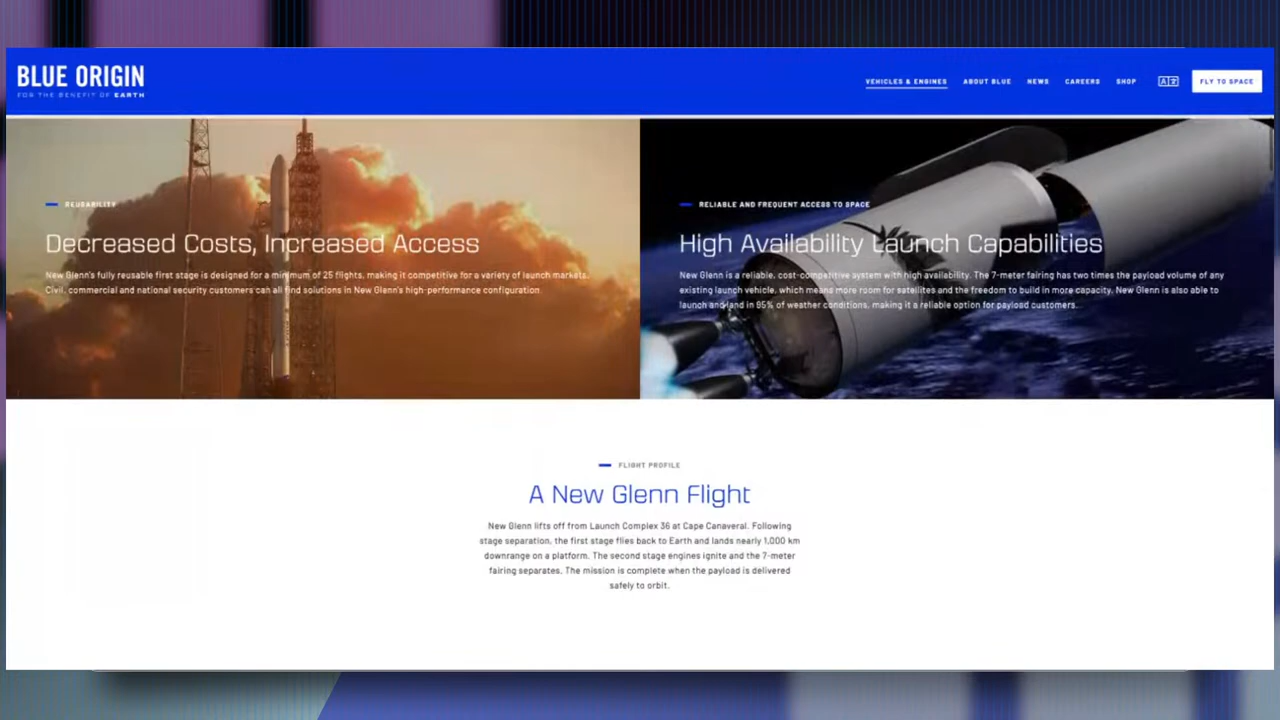 BLUE ORIGIN
FOR THE BENEFIT OF EARTH
VEHICLES & ENGINES
ABOUT BLUE
NEWS
CAREERS
SHOP
FLY TO SPACE
REUSABILITY
Decreased Costs, Increased Access
New Glenn's fully reusable first stage is designed for a minimum of 25 flights, making it competitive for a variety of launch markets.
Civil, commercial and national security customers can all find solutions in New Glenn's high-performance configuration.
RELIABLE AND FREQUENT ACCESS TO SPACE
High Availability Launch Capabilities
New Glenn is a reliable, cost-competitive system with high availability. The 7-meter fairing has two times the payload volume of any
existing launch vehicle, which means more room for satellites and the freedom to build in more capacity. New Glenn is also able to
launch and land in 95% of weather conditions, making it a reliable option for payload customers.
FLIGHT PROFILE
A New Glenn Flight
New Glenn lifts off from Launch Complex 36 at Cape Canaveral. Following
stage separation, the first stage flies back to Earth and lands nearly 1,000 km
downrange on a platform. The second stage engines ignite and the 7-meter
fairing separates. The mission is complete when the payload is delivered
safely to orbit.